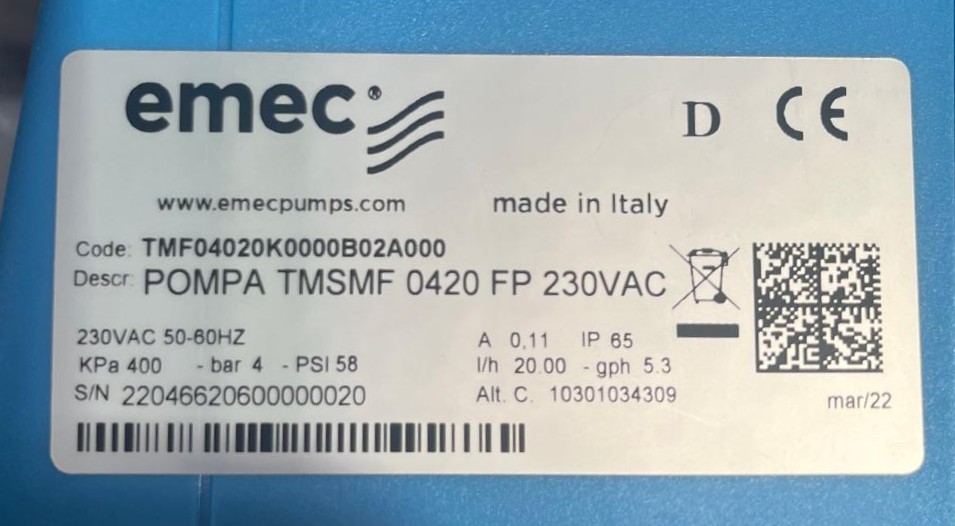 emec®
D CE
www.emecpumps.com made in Italy
Code: TMF04020K0000B02A000
Descr: POMPA TMSMF 0420 FP 230VAC
230VAC 50-60HZ A 0,11 IP 65
KPa 400 - bar 4 - PSI 58 l/h 20.00 - gph 5.3
S/N 22046620600000020 Alt. C. 10301034309
mar/22